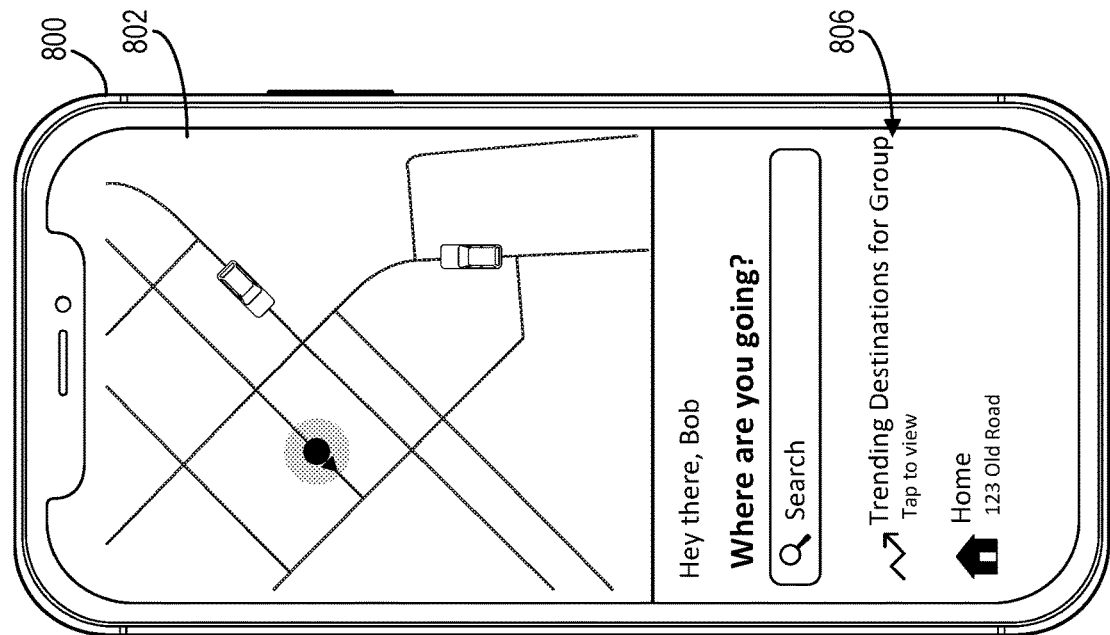 800
802
Hey there, Bob
Where are you going?
Search
806
Trending Destinations for Group
Tap to view
Home
123 Old Road